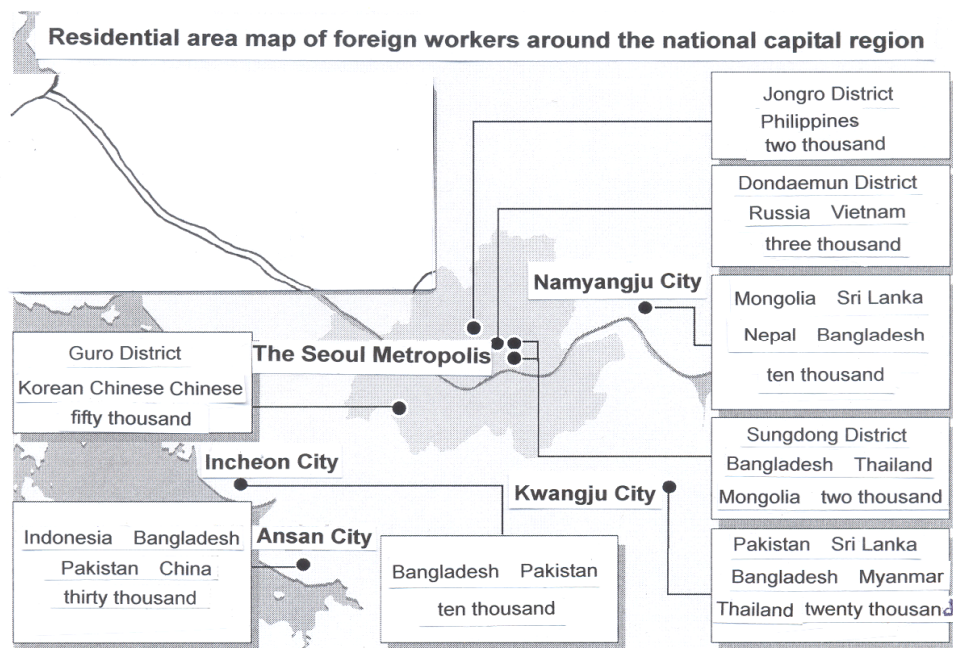 Residential area map of foreign workers around the national capital region
Jongro District
Philippines
two thousand
Dondaemun District
Russia Vietnam
three thousand
Namyangju City
Mongolia Sri Lanka
Nepal Bangladesh
ten thousand
The Seoul Metropolis
Guro District
Korean Chinese Chinese
fifty thousand
Sungdong District
Bangladesh Thailand
Mongolia two thousand
Incheon City
Kwangju City
Ansan City
Indonesia Bangladesh
Pakistan China
thirty thousand
Bangladesh Pakistan
ten thousand
Pakistan Sri Lanka
Bangladesh Myanmar
Thailand twenty thousand